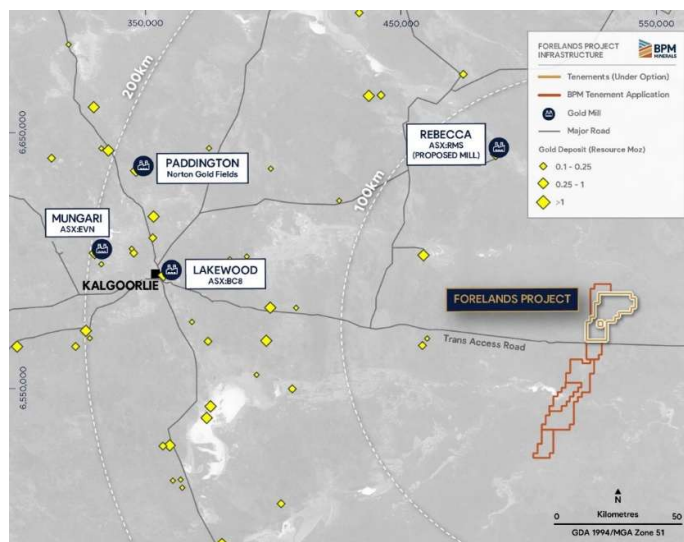 350,000
450,000
550,000
6,650,000
6,550,000
200km
100km
FORELANDS PROJECT
INFRASTRUCTURE
BPM
MINERALS
Tenements (Under Option)
BPM Tenement Application
Gold Mill
Major Road
Gold Deposit (Resource Moz)
0.1 - 0.25
0.25 - 1
>1
REBECCA
ASX:RMS
(PROPOSED MILL)
PADDINGTON
Norton Gold Fields
MUNGARI
ASX:EVN
LAKEWOOD
ASX:BC8
KALGOORLIE
FORELANDS PROJECT
Trans Access Road
N
0 Kilometres 50
GDA 1994/MGA Zone 51